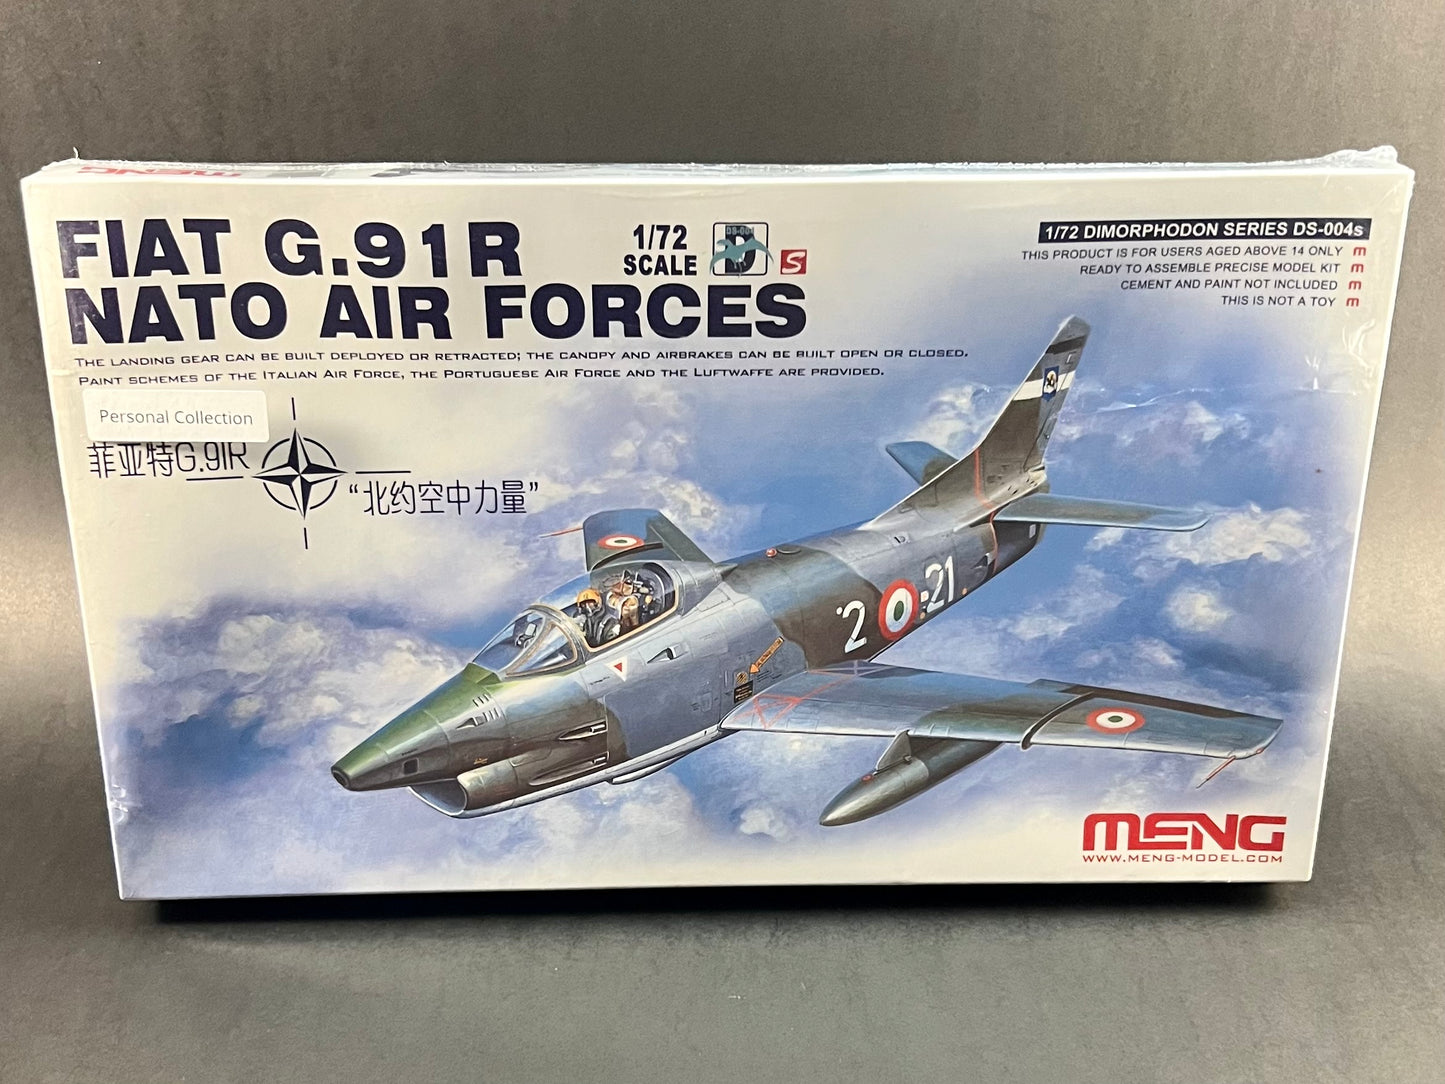 FIAT G.91R
NATO AIR FORCES
1/72
SCALE
DS-004
D
S
1/72 DIMORPHODON SERIES DS-004s
THIS PRODUCT IS FOR USERS AGED ABOVE 14 ONLY
READY TO ASSEMBLE PRECISE MODEL KIT
CEMENT AND PAINT NOT INCLUDED
THIS IS NOT A TOY
THE LANDING GEAR CAN BE BUILT DEPLOYED OR RETRACTED; THE CANOPY AND AIRBRAKES CAN BE BUILT OPEN OR CLOSED.
PAINT SCHEMES OF THE ITALIAN AIR FORCE, THE PORTUGUESE AIR FORCE AND THE LUFTWAFFE ARE PROVIDED.
Personal Collection
菲亚特G.91R
“北约空中力量”
2 21
MENG
WWW.MENG-MODEL.COM
MENG